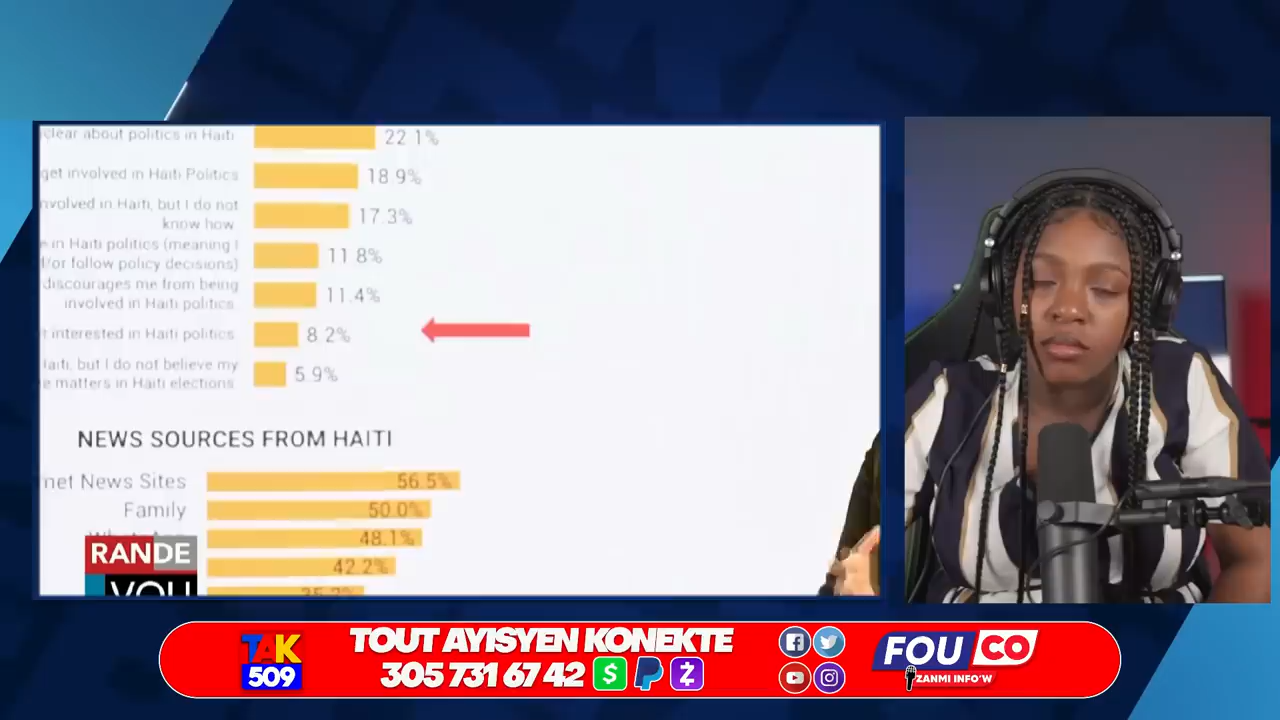 clear about politics in Haiti
22.1%
get involved in Haiti Politics
18.9%
nvolved in Haiti, but I do not
know how.
17.3%
e in Haiti politics (meaning I
/or follow policy decisions)
11.8%
discourages me from being
involved in Haiti politics.
11.4%
t interested in Haiti politics.
8.2%
Haiti, but I do not believe my
e matters in Haiti elections.
5.9%
NEWS SOURCES FROM HAITI
net News Sites
56.5%
Family
50.0%
48.1%
42.2%
RANDE
VOU
TAK
509
TOUT AYISYEN KONEKTE
305 731 67 42
FOU CO
ZANMI INFO'W